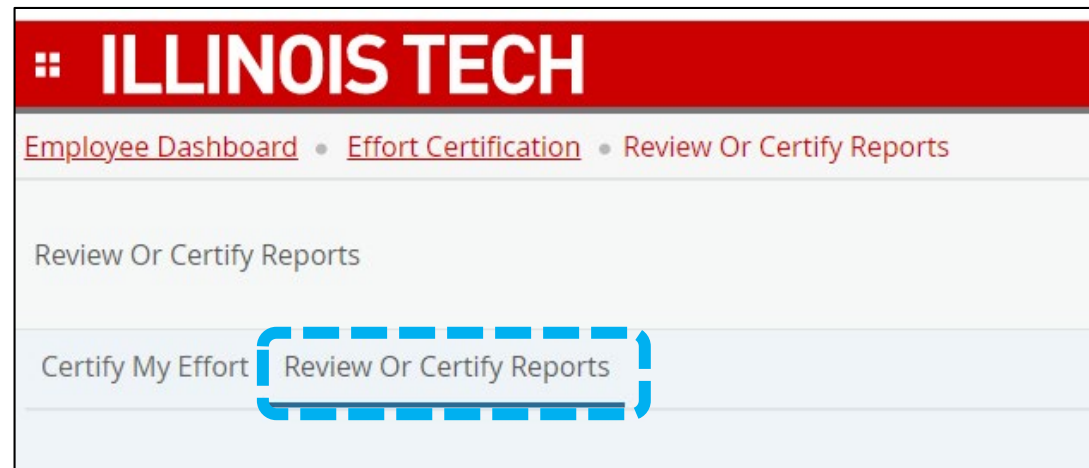 ILLINOIS TECH
Employee Dashboard • Effort Certification • Review Or Certify Reports
Review Or Certify Reports
Certify My Effort Review Or Certify Reports